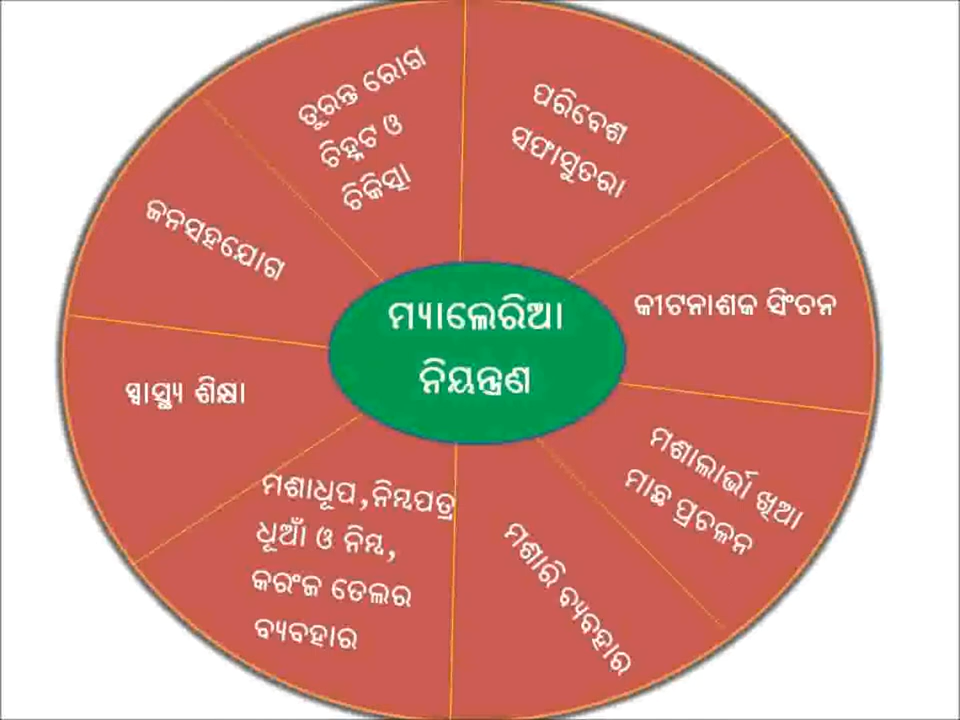 ମ୍ୟାଲେରିଆ
ନିୟନ୍ତ୍ରଣ
ପରିବେଶ
ସଫାସୁତରା
କୀଟନାଶକ ସିଂଚନ
ମଶାଲାର୍ଭା ଖିଆ
ମାଛ ପ୍ରଚଳନ
ମଶାରି ବ୍ୟବହାର
ମଶାଧୂପ,ନିମ୍ବପତ୍ର
ଧୂଆଁ ଓ ନିମ୍ବ,
କରଂଜ ତେଲର
ବ୍ୟବହାର
ସ୍ୱାସ୍ଥ୍ୟ ଶିକ୍ଷା
ଜନସହଯୋଗ
ତୁରନ୍ତ ରୋଗ
ଚିହ୍ନଟ ଓ
ଚିକିତ୍ସା